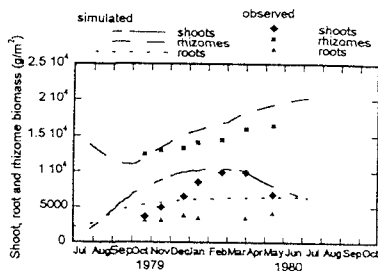 simulated observed
shoots shoots
rhizomes rhizomes
roots roots
Shoot, root and rhizome biomass (g/m²)
2.5 10⁴
2 10⁴
1.5 10⁴
1 10⁴
5000
0
Jul Aug Sep Oct Nov Dec Jan Feb Mar Apr May Jun Jul Aug Sep Oct
1979 1980